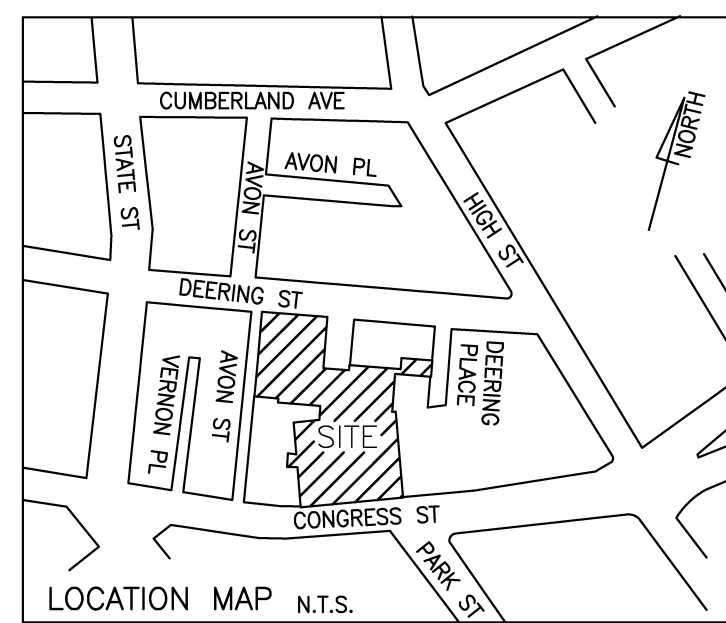 CUMBERLAND AVE
NORTH
STATE ST
AVON ST
AVON PL
HIGH ST
DEERING ST
VERNON PL
AVON ST
DEERING
PLACE
SITE
CONGRESS ST
PARK ST
LOCATION MAP N.T.S.